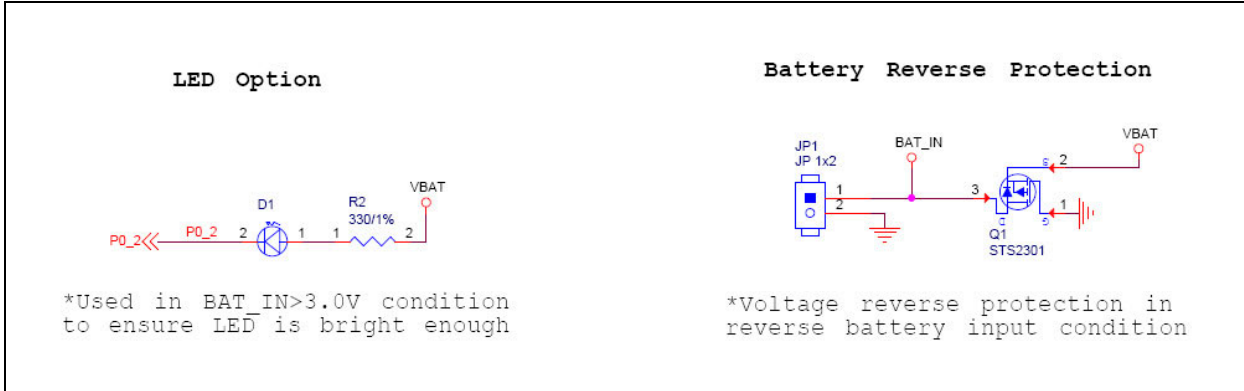 LED Option
VBAT
D1
R2
330/1%
P0_2
P0_2
2
1
1
2
*Used in BAT_IN>3.0V condition
to ensure LED is bright enough
Battery Reverse Protection
JP1
JP 1x2
BAT_IN
VBAT
1
2
3
S
2
D
G
1
Q1
STS2301
*Voltage reverse protection in
reverse battery input condition